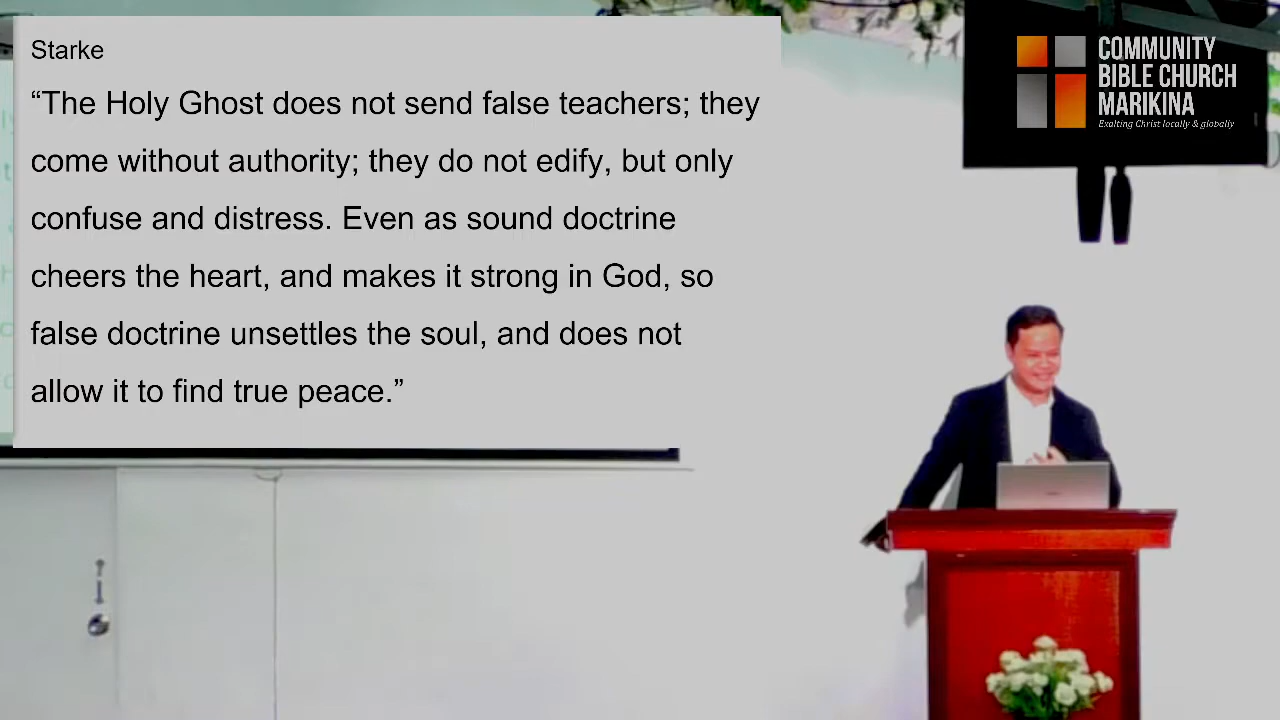 Starke
“The Holy Ghost does not send false teachers; they
come without authority; they do not edify, but only
confuse and distress. Even as sound doctrine
cheers the heart, and makes it strong in God, so
false doctrine unsettles the soul, and does not
allow it to find true peace.”
COMMUNITY
BIBLE CHURCH
MARIKINA
Exalting Christ locally & globally